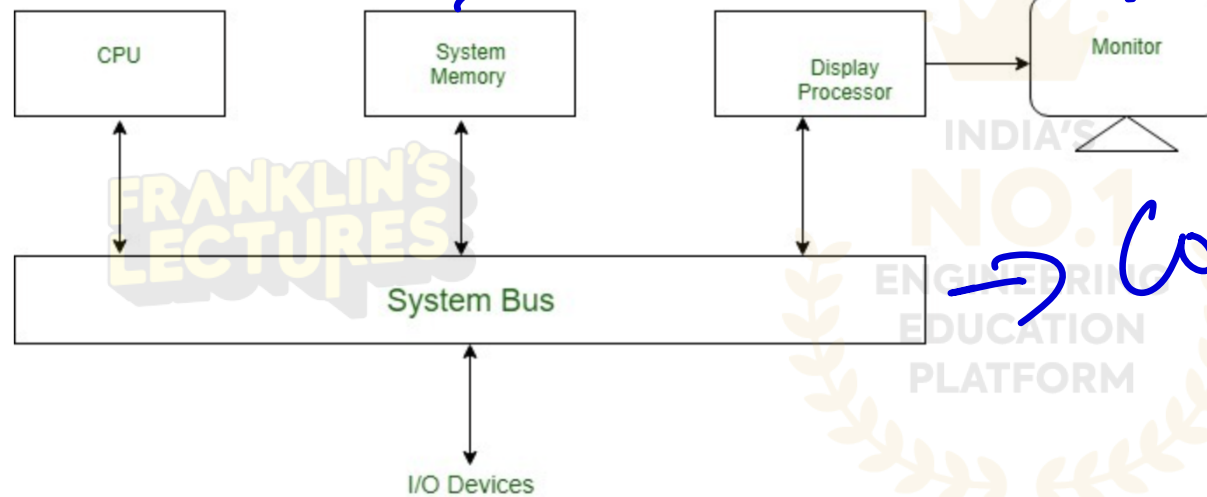 CPU
System
Memory
Display
Processor
Monitor
INDIA'S
NO.1
ENGINEERING
EDUCATION
PLATFORM
FRANKLIN'S
LECTURES
System Bus
I/O Devices